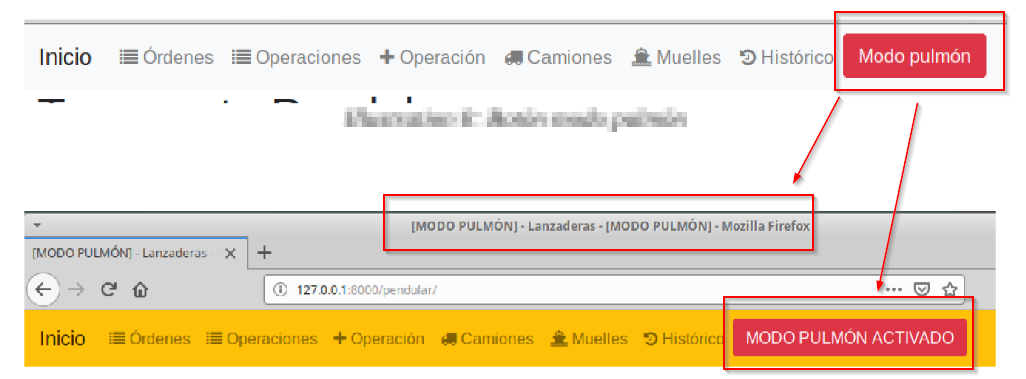 Inicio Órdenes Operaciones Operación Camiones Muelles Histórico Modo pulmón
[MODO PULMÓN] - Lanzaderas - [MODO PULMÓN] - Mozilla Firefox
[MODO PULMÓN] - Lanzaderas -
127.0.0.1:8000/pendular/
Inicio Órdenes Operaciones Operación Camiones Muelles Histórico MODO PULMÓN ACTIVADO